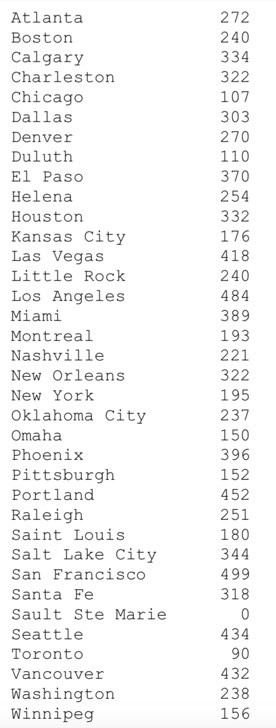 Atlanta 272
Boston 240
Calgary 334
Charleston 322
Chicago 107
Dallas 303
Denver 270
Duluth 110
El Paso 370
Helena 254
Houston 332
Kansas City 176
Las Vegas 418
Little Rock 240
Los Angeles 484
Miami 389
Montreal 193
Nashville 221
New Orleans 322
New York 195
Oklahoma City 237
Omaha 150
Phoenix 396
Pittsburgh 152
Portland 452
Raleigh 251
Saint Louis 180
Salt Lake City 344
San Francisco 499
Santa Fe 318
Sault Ste Marie 0
Seattle 434
Toronto 90
Vancouver 432
Washington 238
Winnipeg 156